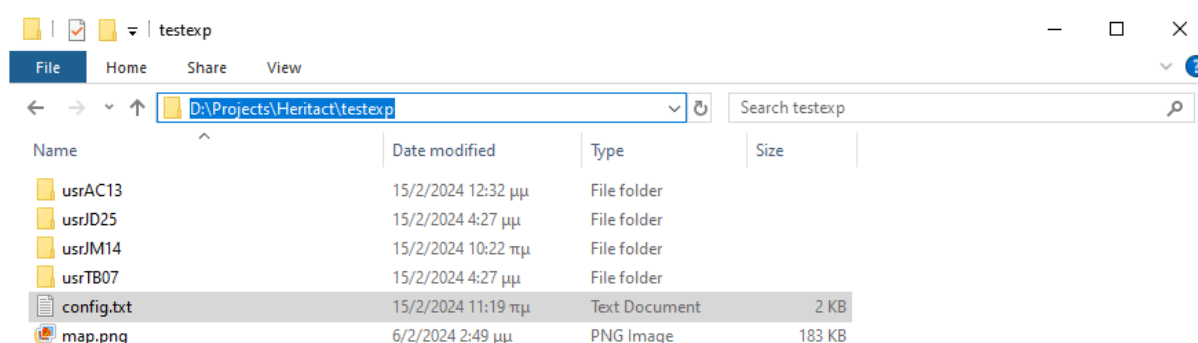 testexp
File Home Share View
D:\Projects\Heritact\testexp Search testexp
Name Date modified Type Size
usrAC13 15/2/2024 12:32 μμ File folder
usrJD25 15/2/2024 4:27 μμ File folder
usrJM14 15/2/2024 10:22 πμ File folder
usrTB07 15/2/2024 4:27 μμ File folder
config.txt 15/2/2024 11:19 πμ Text Document 2 KB
map.png 6/2/2024 2:49 μμ PNG Image 183 KB